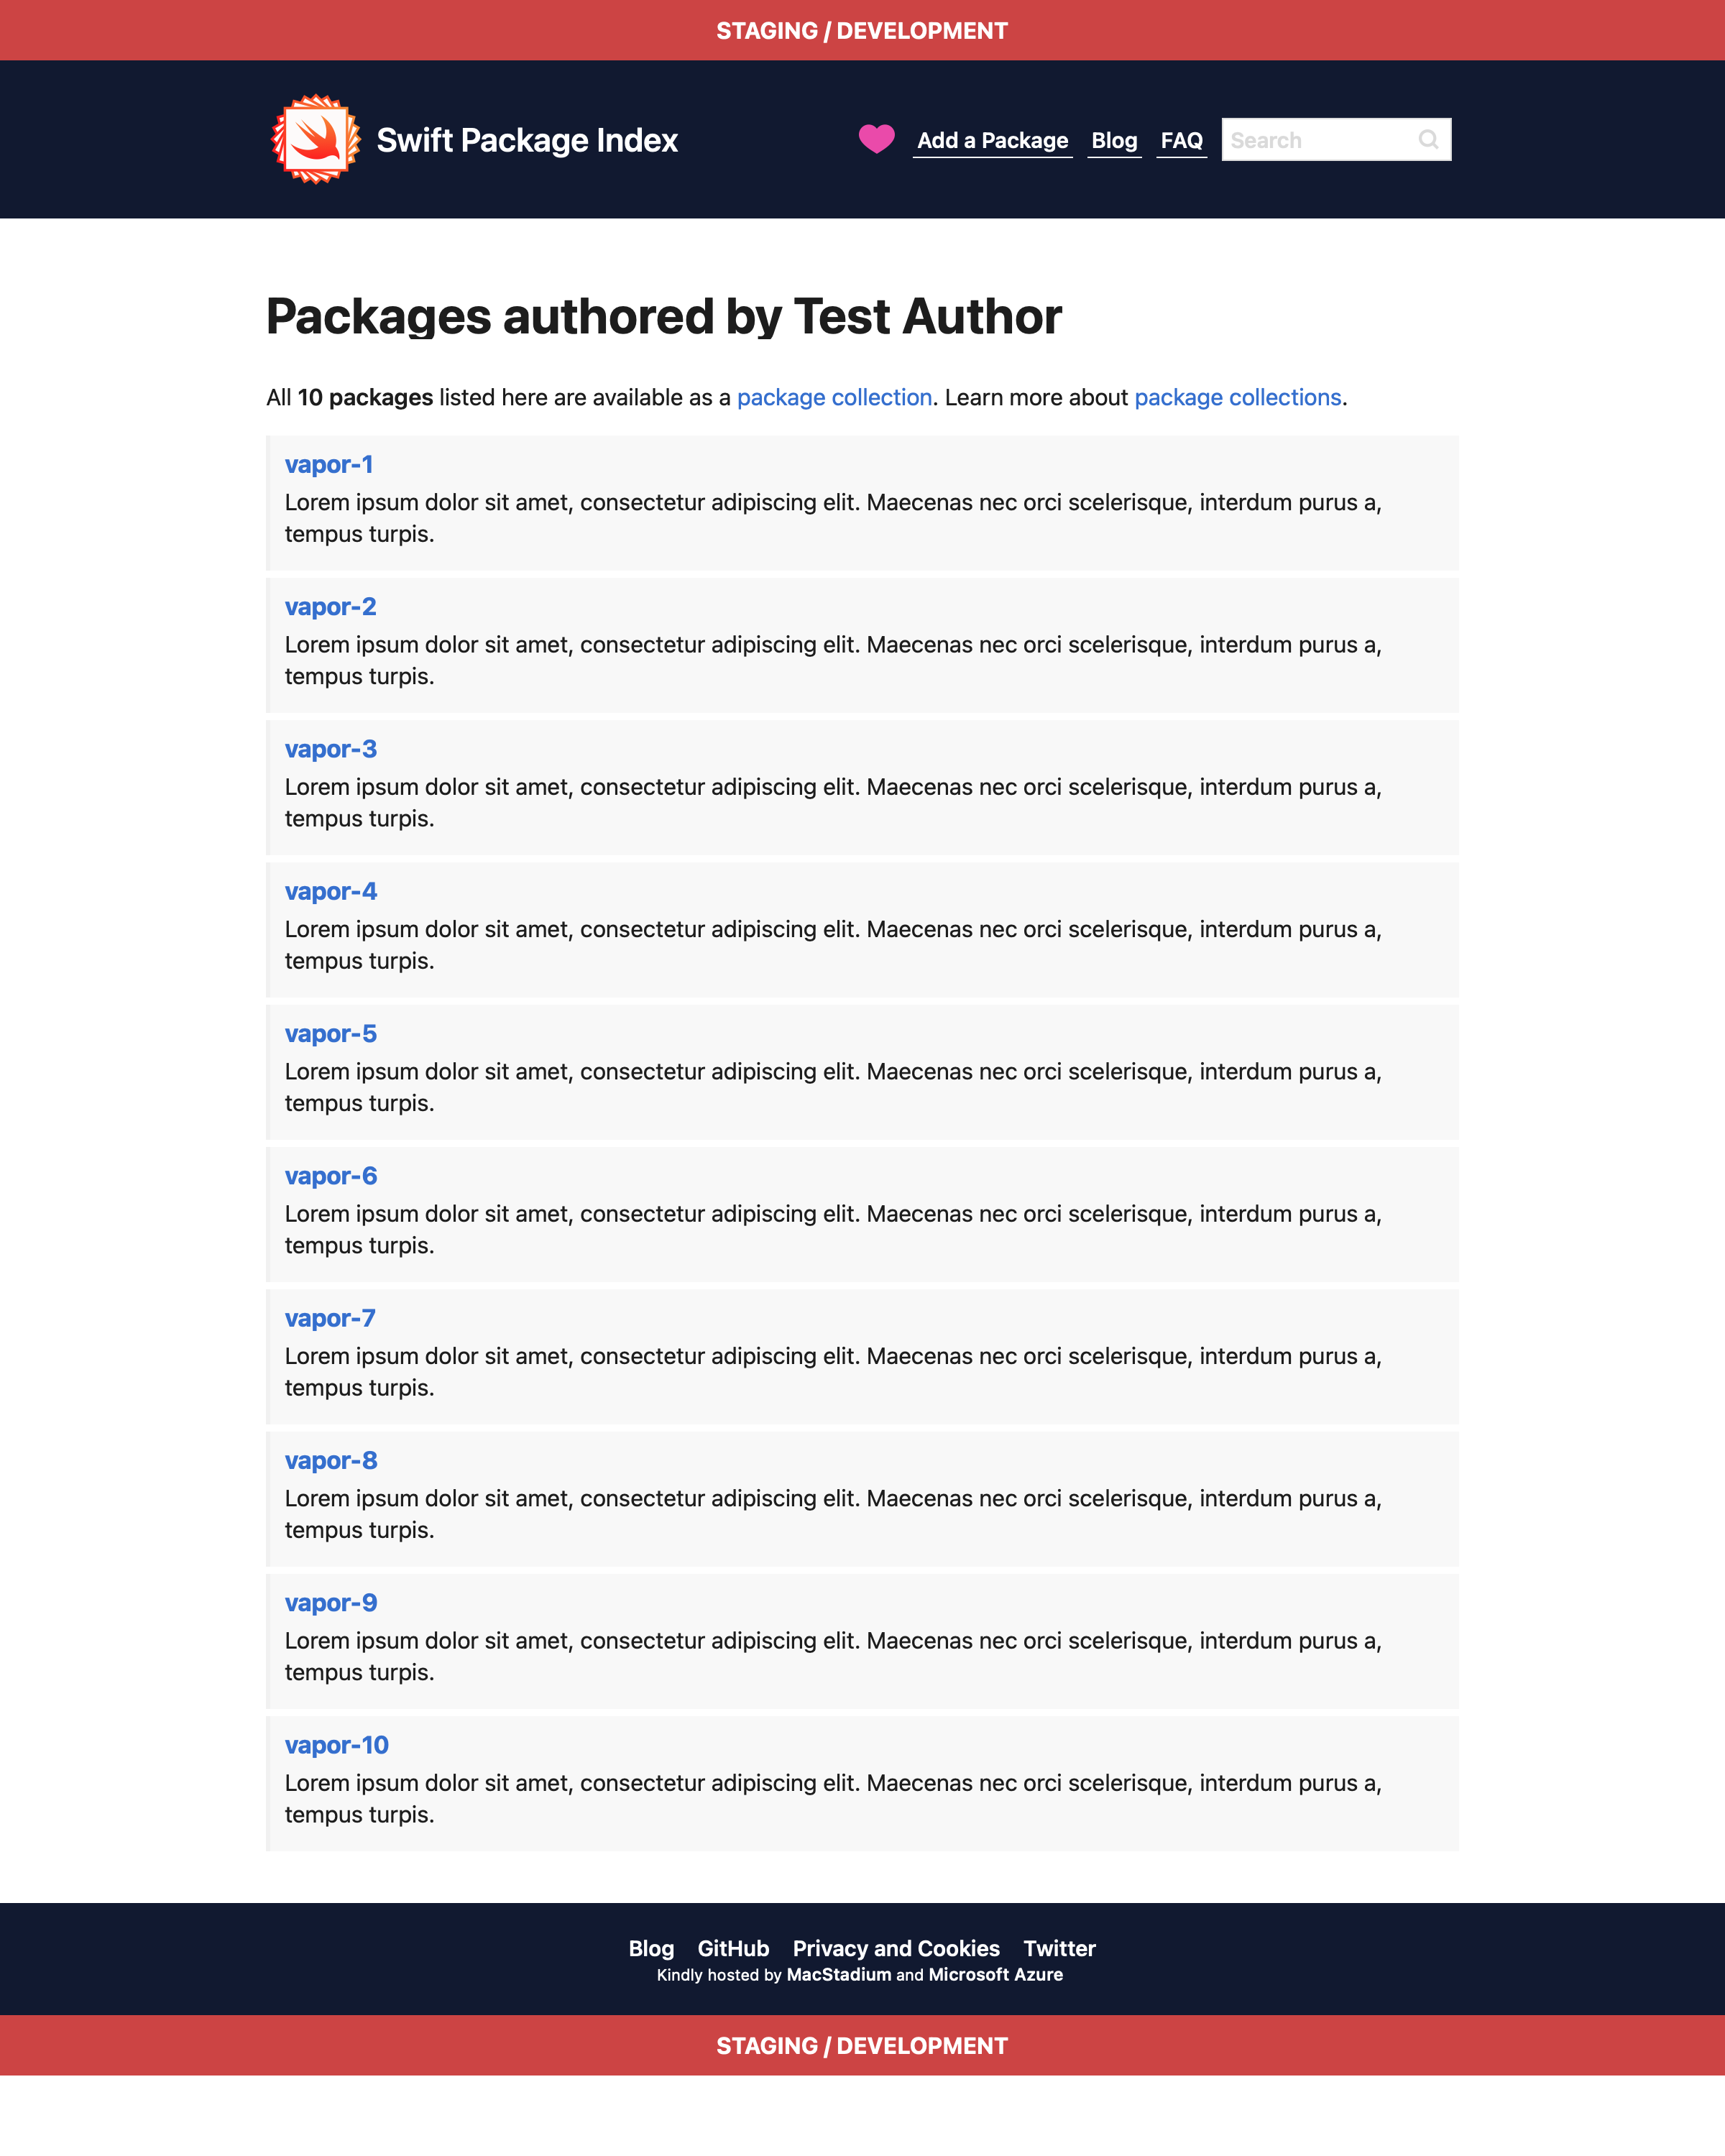 STAGING / DEVELOPMENT
Swift Package Index
Add a Package Blog FAQ Search
Packages authored by Test Author
All 10 packages listed here are available as a package collection. Learn more about package collections.
vapor-1
Lorem ipsum dolor sit amet, consectetur adipiscing elit. Maecenas nec orci scelerisque, interdum purus a,
tempus turpis.
vapor-2
Lorem ipsum dolor sit amet, consectetur adipiscing elit. Maecenas nec orci scelerisque, interdum purus a,
tempus turpis.
vapor-3
Lorem ipsum dolor sit amet, consectetur adipiscing elit. Maecenas nec orci scelerisque, interdum purus a,
tempus turpis.
vapor-4
Lorem ipsum dolor sit amet, consectetur adipiscing elit. Maecenas nec orci scelerisque, interdum purus a,
tempus turpis.
vapor-5
Lorem ipsum dolor sit amet, consectetur adipiscing elit. Maecenas nec orci scelerisque, interdum purus a,
tempus turpis.
vapor-6
Lorem ipsum dolor sit amet, consectetur adipiscing elit. Maecenas nec orci scelerisque, interdum purus a,
tempus turpis.
vapor-7
Lorem ipsum dolor sit amet, consectetur adipiscing elit. Maecenas nec orci scelerisque, interdum purus a,
tempus turpis.
vapor-8
Lorem ipsum dolor sit amet, consectetur adipiscing elit. Maecenas nec orci scelerisque, interdum purus a,
tempus turpis.
vapor-9
Lorem ipsum dolor sit amet, consectetur adipiscing elit. Maecenas nec orci scelerisque, interdum purus a,
tempus turpis.
vapor-10
Lorem ipsum dolor sit amet, consectetur adipiscing elit. Maecenas nec orci scelerisque, interdum purus a,
tempus turpis.
Blog GitHub Privacy and Cookies Twitter
Kindly hosted by MacStadium and Microsoft Azure
STAGING / DEVELOPMENT